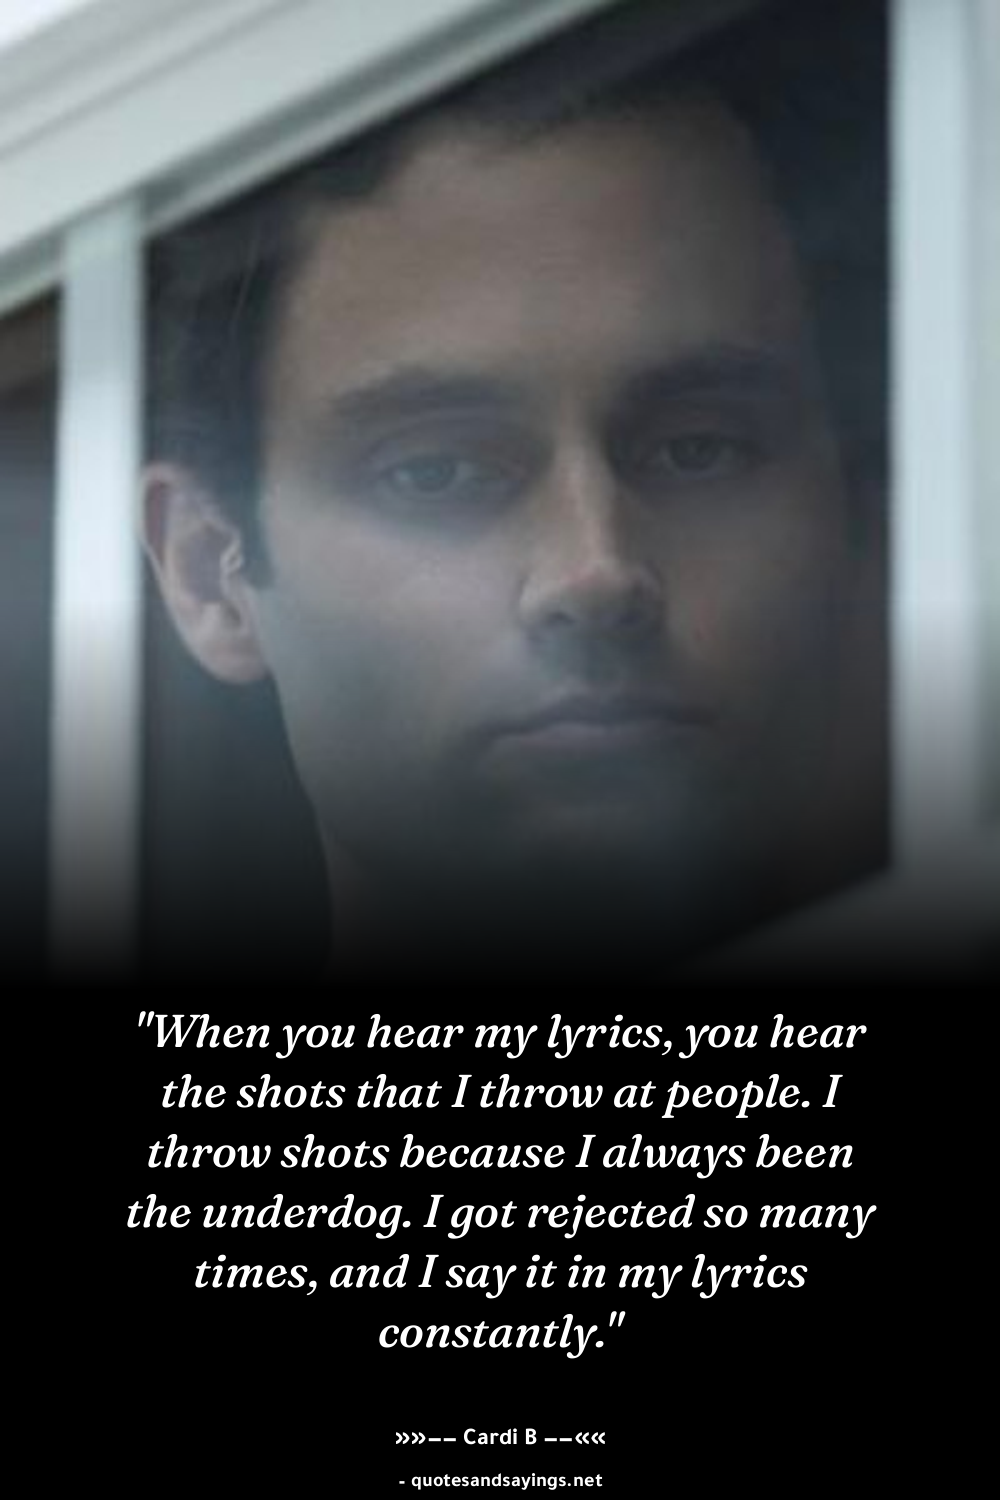 "When you hear my lyrics, you hear
the shots that I throw at people. I
throw shots because I always been
the underdog. I got rejected so many
times, and I say it in my lyrics
constantly."
»»−− Cardi B −−««
- quotesandsayings.net